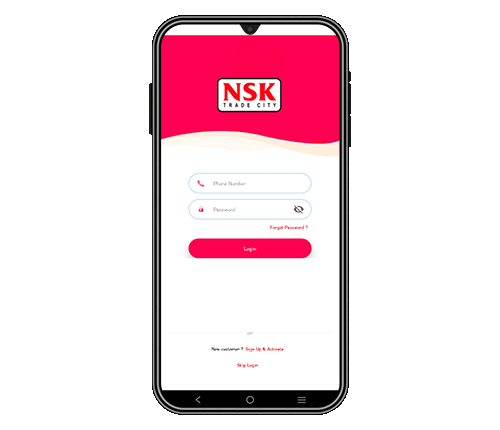 NSK
TRADE CITY
Phone Number
Password
Forgot Password ?
Login
OR
New customer ? Sign Up & Activate
Skip Login